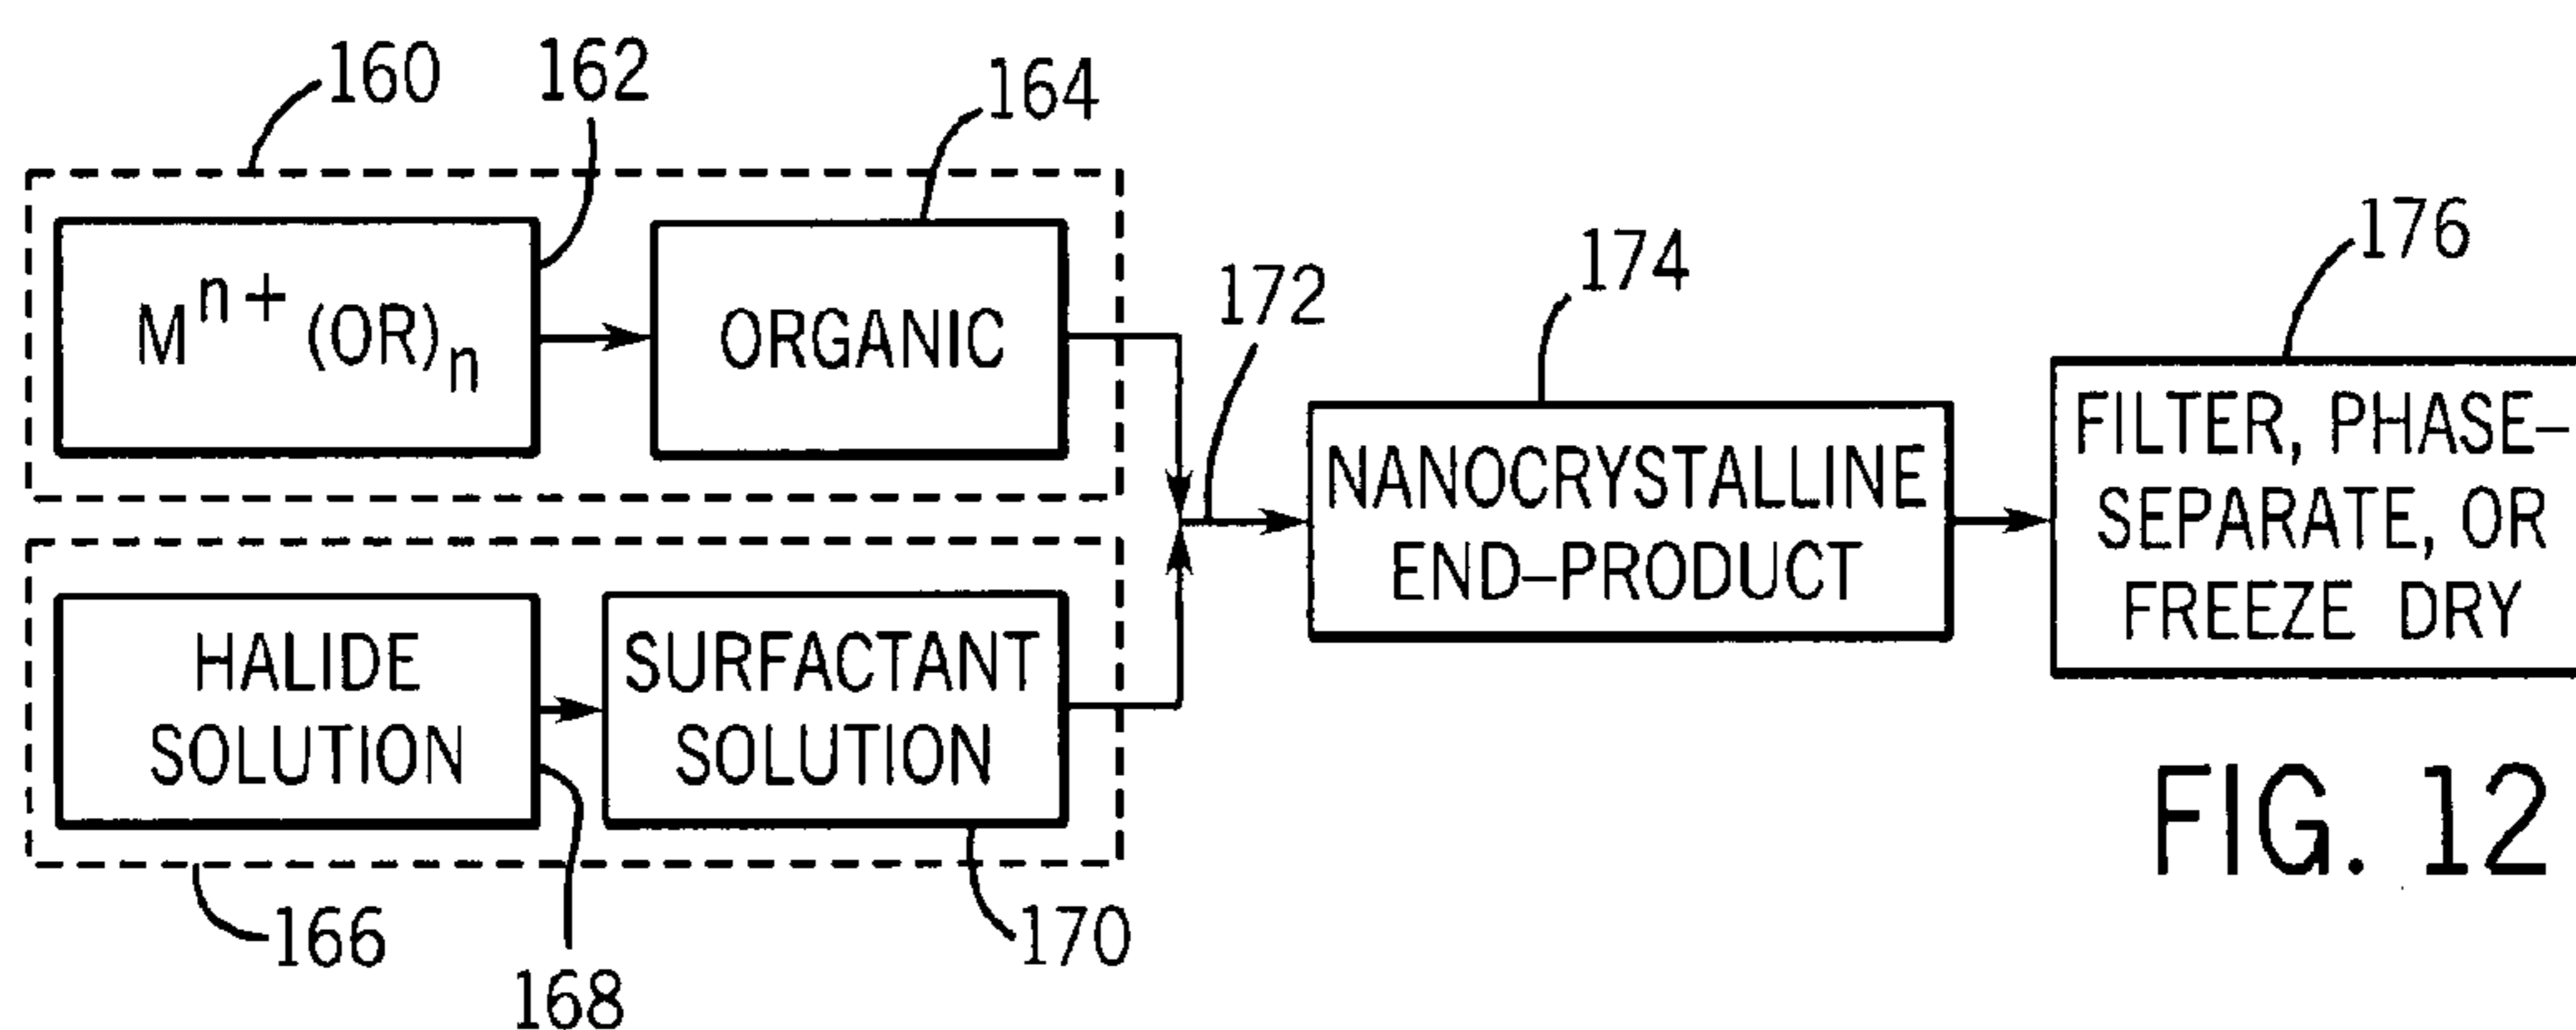 160
162
164
M^n+ (OR)_n
ORGANIC
172
174
176
HALIDE
SOLUTION
SURFACTANT
SOLUTION
NANOCRYSTALLINE
END–PRODUCT
FILTER, PHASE–
SEPARATE, OR
FREEZE DRY
166
168
170
FIG. 12